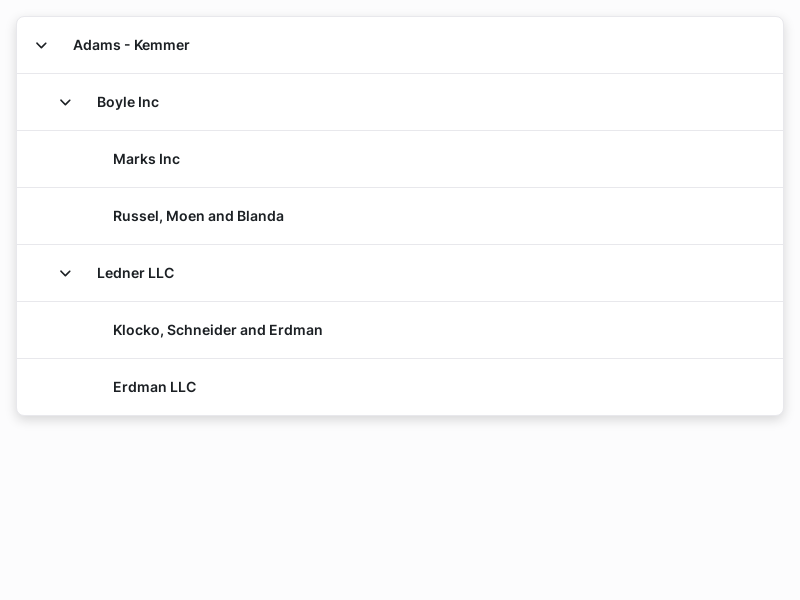 Adams - Kemmer
Boyle Inc
Marks Inc
Russel, Moen and Blanda
Ledner LLC
Klocko, Schneider and Erdman
Erdman LLC